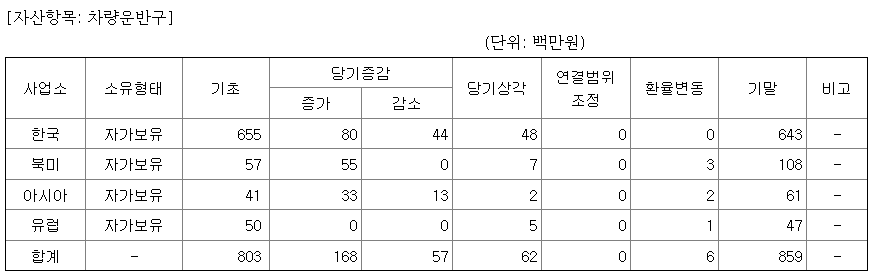 [자산항목: 차량운반구]
(단위: 백만원)
사업소 소유형태 기초 당기증감 당기상각 연결범위 조정 환율변동 기말 비고
증가 감소
한국 자가보유 655 80 44 48 0 0 643 -
북미 자가보유 57 55 0 7 0 3 108 -
아시아 자가보유 41 33 13 2 0 2 61 -
유럽 자가보유 50 0 0 5 0 1 47 -
합계 - 803 168 57 62 0 6 859 -